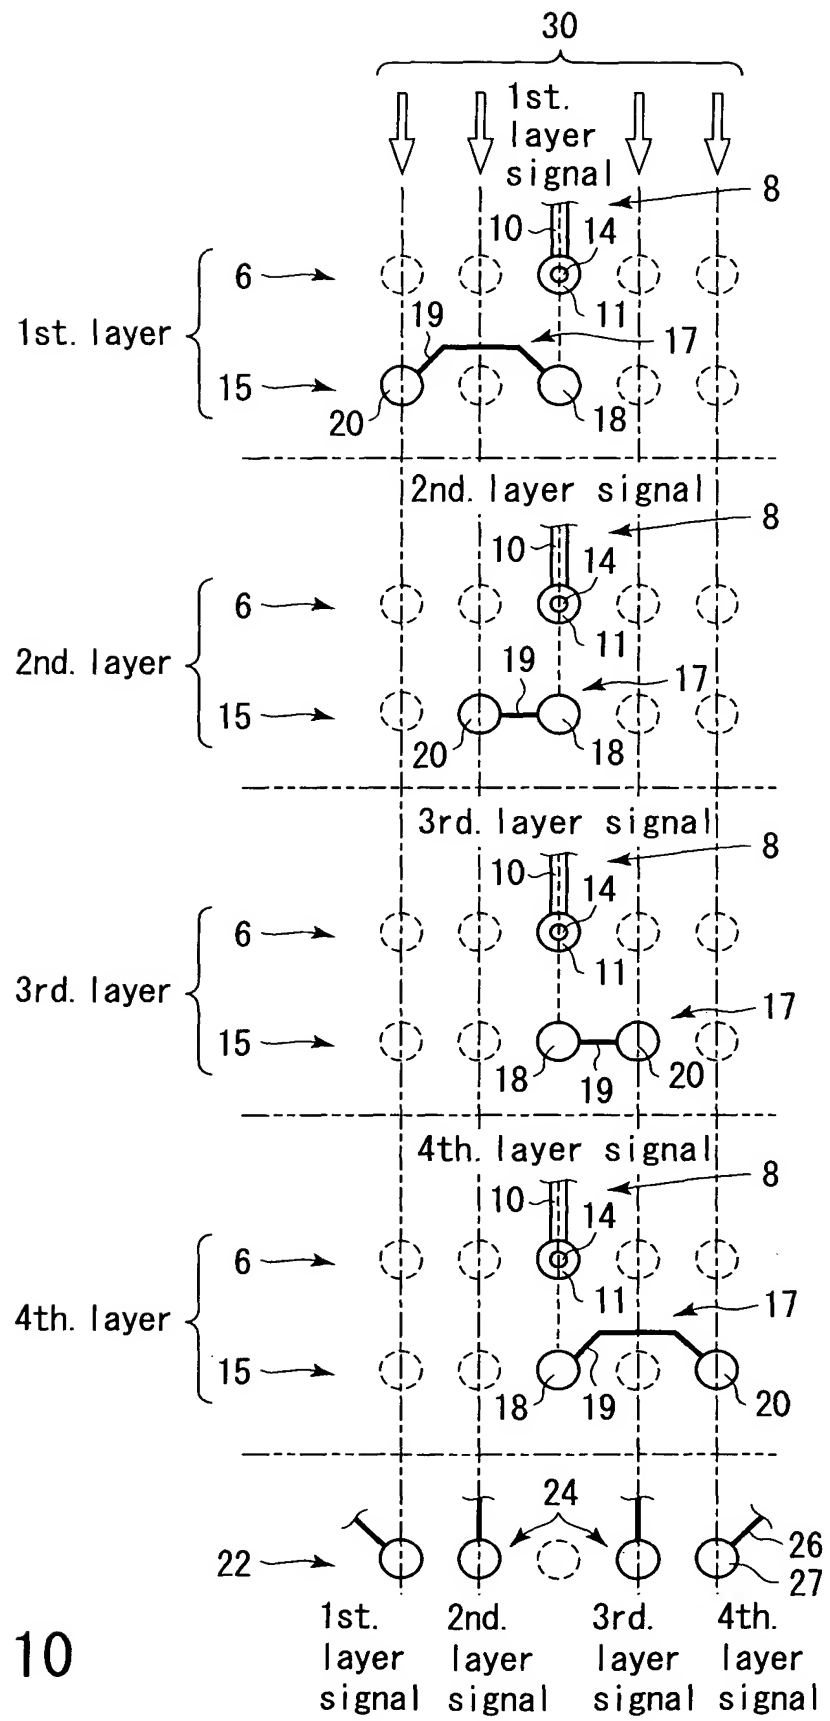 30
1st.
layer
signal
8
10
14
6
11
1st. layer
19
17
15
20
18
2nd. layer signal
8
10
14
6
11
2nd. layer
19
17
15
20
18
3rd. layer signal
8
10
14
6
11
3rd. layer
17
15
18
19
20
4th. layer signal
8
10
14
6
11
4th. layer
17
15
18
19
20
24
26
22
27
1st.
layer
signal
2nd.
layer
signal
3rd.
layer
signal
4th.
layer
signal
10